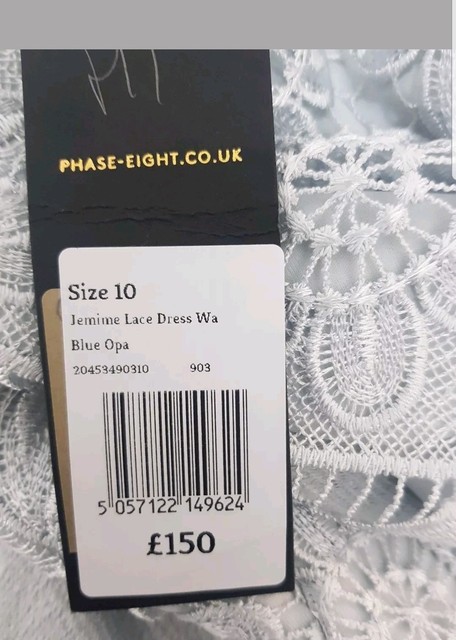 PHASE-EIGHT.CO.UK
Size 10
Jemime Lace Dress Wa
Blue Opa
20453490310 903
5 057122 149624
£150